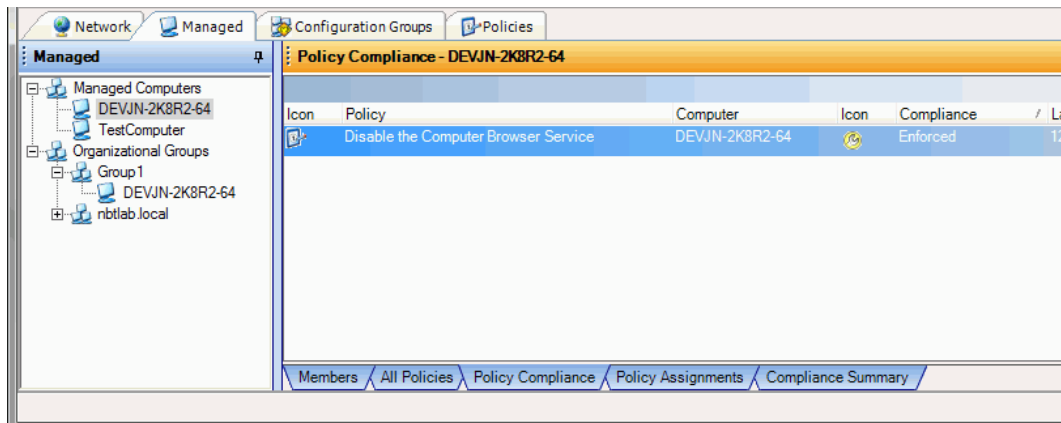 Network Managed Configuration Groups Policies
Managed
Policy Compliance - DEVJN-2K8R2-64
Managed Computers
DEVJN-2K8R2-64
TestComputer
Organizational Groups
Group1
DEVJN-2K8R2-64
nbtlab.local
Icon Policy Computer Icon Compliance / La
Disable the Computer Browser Service DEVJN-2K8R2-64 Enforced 12
Members All Policies Policy Compliance Policy Assignments Compliance Summary